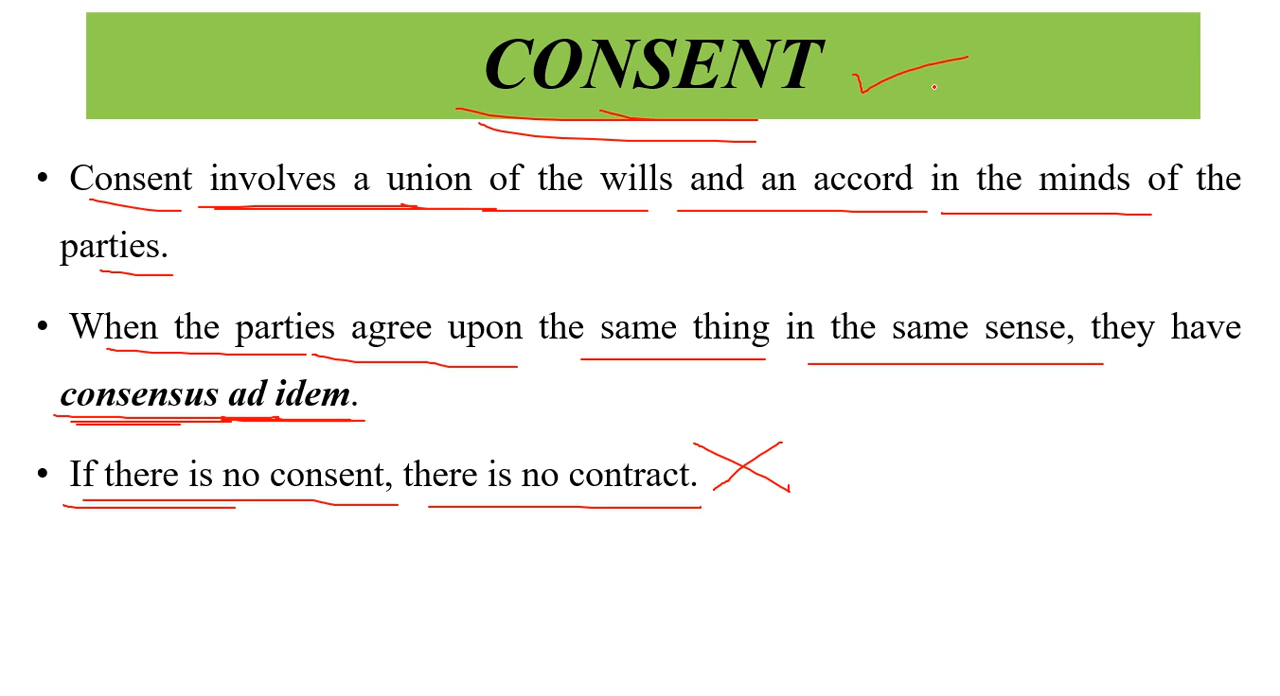 CONSENT
• Consent involves a union of the wills and an accord in the minds of the
parties.
• When the parties agree upon the same thing in the same sense, they have
consensus ad idem.
• If there is no consent, there is no contract.